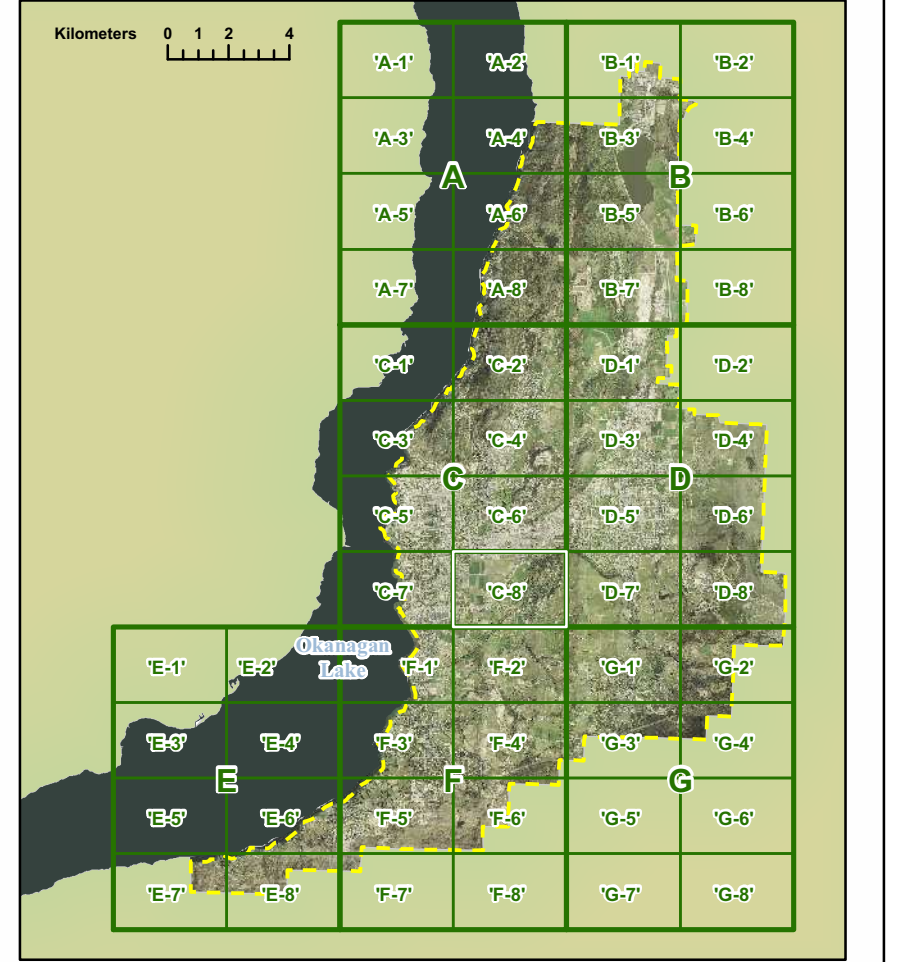 Kilometers 0 1 2 4
'A-1' 'A-2' 'B-1' 'B-2'
'A-3' 'A-4' 'B-3' 'B-4'
A B
'A-5' 'A-6' 'B-5' 'B-6'
'A-7' 'A-8' 'B-7' 'B-8'
'C-1' 'C-2' 'D-1' 'D-2'
'C-3' 'C-4' 'D-3' 'D-4'
C D
'C-5' 'C-6' 'D-5' 'D-6'
'C-7' 'C-8' 'D-7' 'D-8'
Okanagan
Lake
'E-1' 'E-2' 'F-1' 'F-2' 'G-1' 'G-2'
'E-3' 'E-4' 'F-3' 'F-4' 'G-3' 'G-4'
E F G
'E-5' 'E-6' 'F-5' 'F-6' 'G-5' 'G-6'
'E-7' 'E-8' 'F-7' 'F-8' 'G-7' 'G-8'